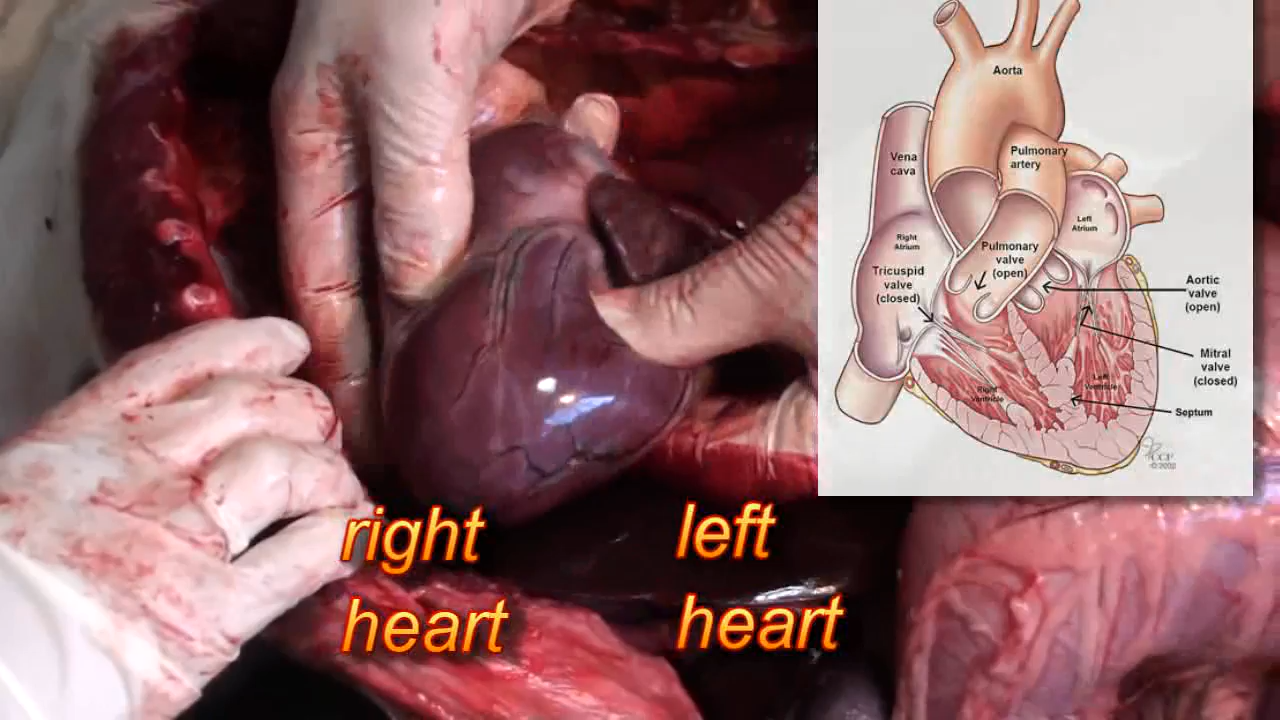 Aorta
Pulmonary
artery
Vena
cava
Left
Atrium
Right
Atrium
Pulmonary
valve
(open)
Tricuspid
valve
(closed)
Aortic
valve
(open)
Mitral
valve
(closed)
Left
Ventricle
Right
Ventricle
Septum
©2002
right
heart
left
heart